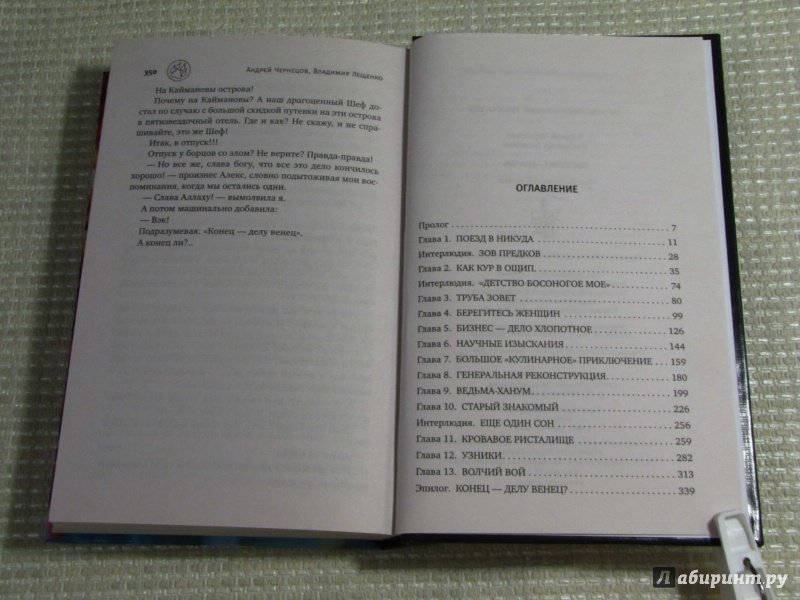 350
Андрей Чернецов, Владимир Лещенко
На Каймановы острова!
Почему на Каймановы? А наш драгоценный Шеф до-
стал по случаю с большой скидкой путевки на эти острова
в пятизвездочный отель. Где и как? Не скажу, и не спра-
шивайте, это же Шеф!
Итак, в отпуск!!!
Отпуск у борцов со злом? Не верите? Правда-правда!
— Но все же, слава богу, что все это дело кончилось
хорошо! — произнес Алекс, словно подытоживая мои вос-
поминания, когда мы остались одни.
— Слава Аллаху! — вымолвила я.
А потом машинально добавила:
— Вэк!
Подразумевая: «Конец — делу венец».
А конец ли?..
ОГЛАВЛЕНИЕ
Пролог . . . 7
Глава 1. ПОЕЗД В НИКУДА . . . 11
Интерлюдия. ЗОВ ПРЕДКОВ . . . 28
Глава 2. КАК КУР В ОЩИП. . . . 35
Интерлюдия. «ДЕТСТВО БОСОНОГОЕ МОЕ» . . . 74
Глава 3. ТРУБА ЗОВЕТ . . . 80
Глава 4. БЕРЕГИТЕСЬ ЖЕНЩИН . . . 99
Глава 5. БИЗНЕС — ДЕЛО ХЛОПОТНОЕ . . . 126
Глава 6. НАУЧНЫЕ ИЗЫСКАНИЯ . . . 144
Глава 7. БОЛЬШОЕ «КУЛИНАРНОЕ» ПРИКЛЮЧЕНИЕ . . . 159
Глава 8. ГЕНЕРАЛЬНАЯ РЕКОНСТРУКЦИЯ. . . . 180
Глава 9. ВЕДЬМА-ХАНУМ. . . . 199
Глава 10. СТАРЫЙ ЗНАКОМЫЙ . . . 226
Интерлюдия. ЕЩЕ ОДИН СОН . . . 256
Глава 11. КРОВАВОЕ РИСТАЛИЩЕ . . . 259
Глава 12. УЗНИКИ. . . . 282
Глава 13. ВОЛЧИЙ ВОЙ . . . 313
Эпилог. КОНЕЦ — ДЕЛУ ВЕНЕЦ? . . . 339
Лабиринт.ру